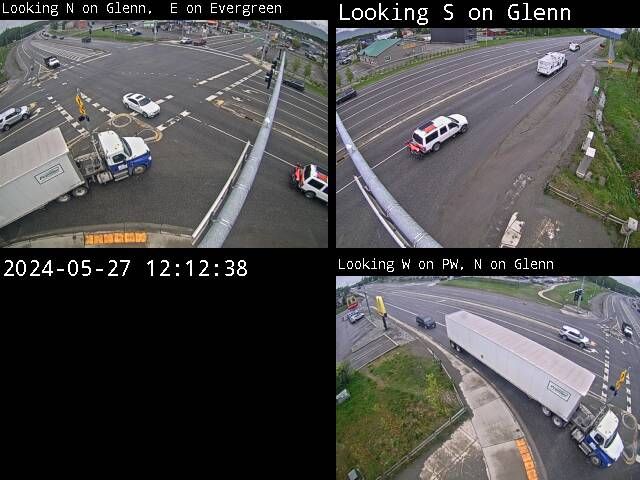 Looking N on Glenn,  E on Evergreen
Looking S on Glenn
2024-05-27 12:12:38
Looking W on PW, N on Glenn